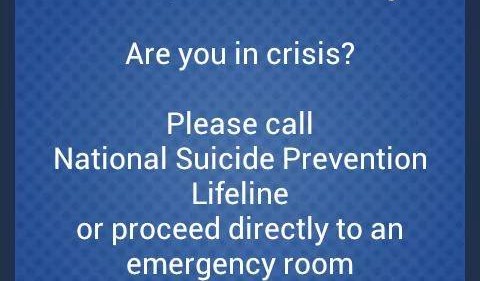 Are you in crisis?
Please call
National Suicide Prevention
Lifeline
or proceed directly to an
emergency room